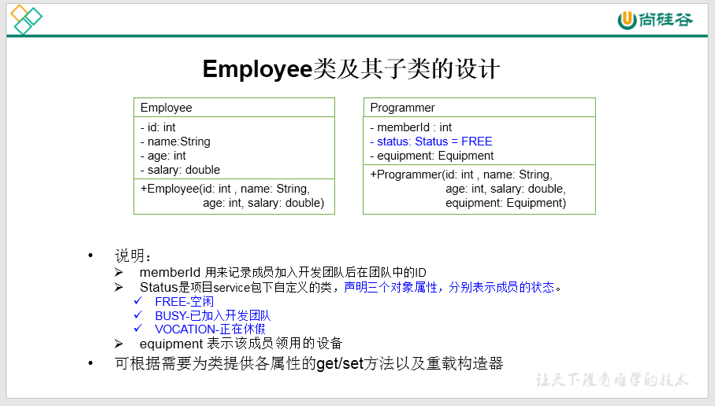 尚硅谷
Employee类及其子类的设计
Employee
- id: int
- name:String
- age: int
- salary: double
+Employee(id: int , name: String,
age: int, salary: double)
Programmer
- memberId : int
- status: Status = FREE
- equipment: Equipment
+Programmer(id: int , name: String,
age: int, salary: double,
equipment: Equipment)
• 说明：
➢ memberId 用来记录成员加入开发团队后在团队中的ID
➢ Status是项目service包下自定义的类，声明三个对象属性，分别表示成员的状态。
✓ FREE-空闲
✓ BUSY-已加入开发团队
✓ VOCATION-正在休假
➢ equipment 表示该成员领用的设备
• 可根据需要为类提供各属性的get/set方法以及重载构造器
让天下没有难学的技术